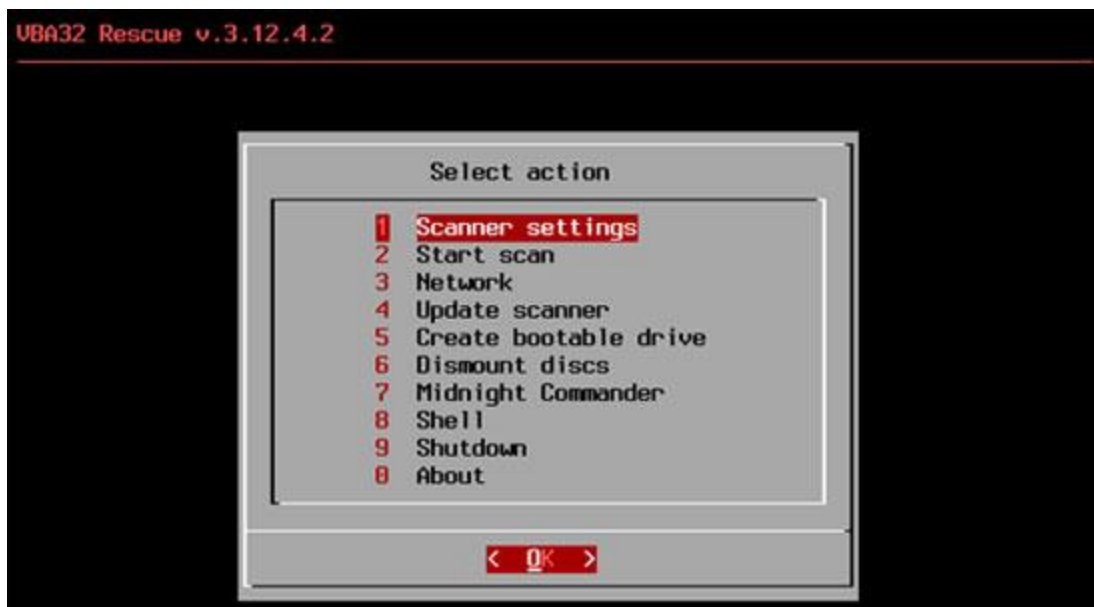 VBA32 Rescue v.3.12.4.2
Select action
1 Scanner settings
2 Start scan
3 Network
4 Update scanner
5 Create bootable drive
6 Dismount discs
7 Midnight Commander
8 Shell
9 Shutdown
0 About
< OK >